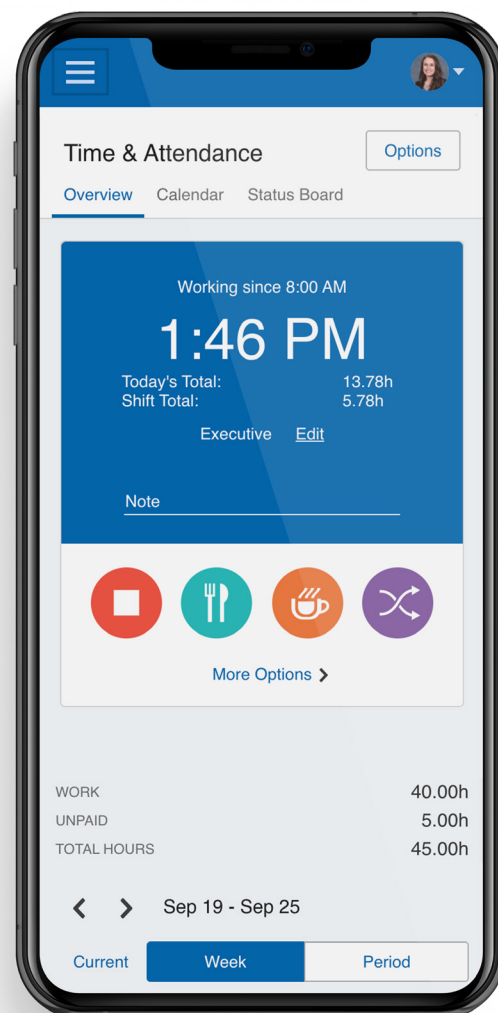 Time & Attendance
Options
Overview Calendar Status Board
Working since 8:00 AM
1:46 PM
Today's Total: 13.78h
Shift Total: 5.78h
Executive Edit
Note
More Options
WORK 40.00h
UNPAID 5.00h
TOTAL HOURS 45.00h
Sep 19 - Sep 25
Current Week Period